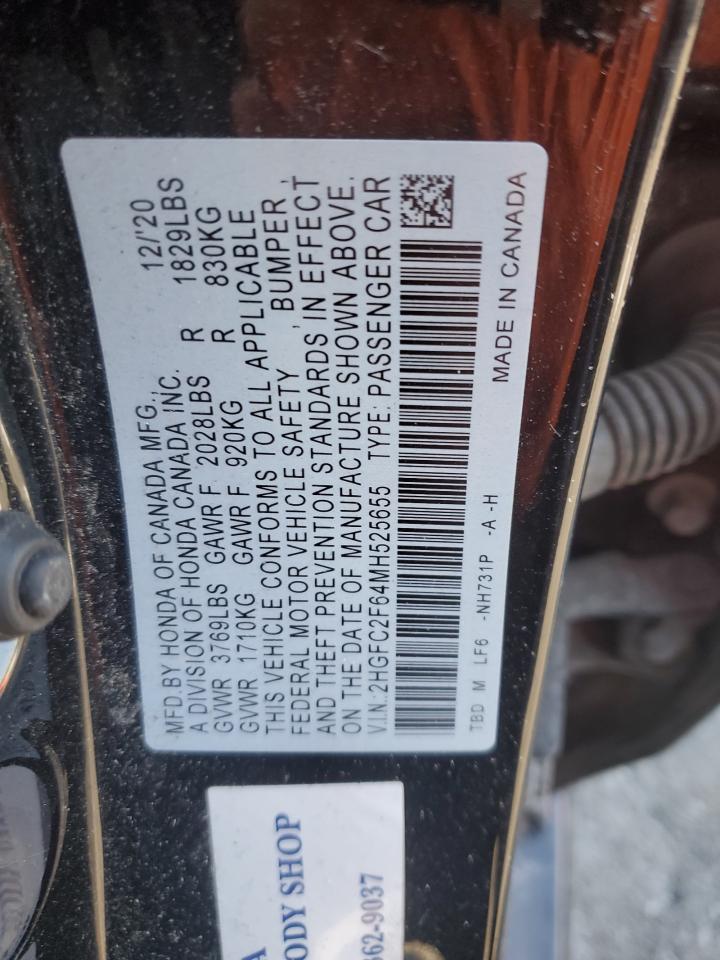 MFD.BY HONDA OF CANADA MFG., 12/'20
A DIVISION OF HONDA CANADA INC.
GVWR 3769LBS GAWR F 2028LBS R 1829LBS
GVWR 1710KG GAWR F 920KG R 830KG
THIS VEHICLE CONFORMS TO ALL APPLICABLE
FEDERAL MOTOR VEHICLE SAFETY, BUMPER,
AND THEFT PREVENTION STANDARDS, IN EFFECT
ON THE DATE OF MANUFACTURE SHOWN ABOVE.
V.I.N.:2HGFC2F64MH525655 TYPE: PASSENGER CAR
TBD M LF6 -NH731P -A -H
MADE IN CANADA
ODY SHOP
662-9037